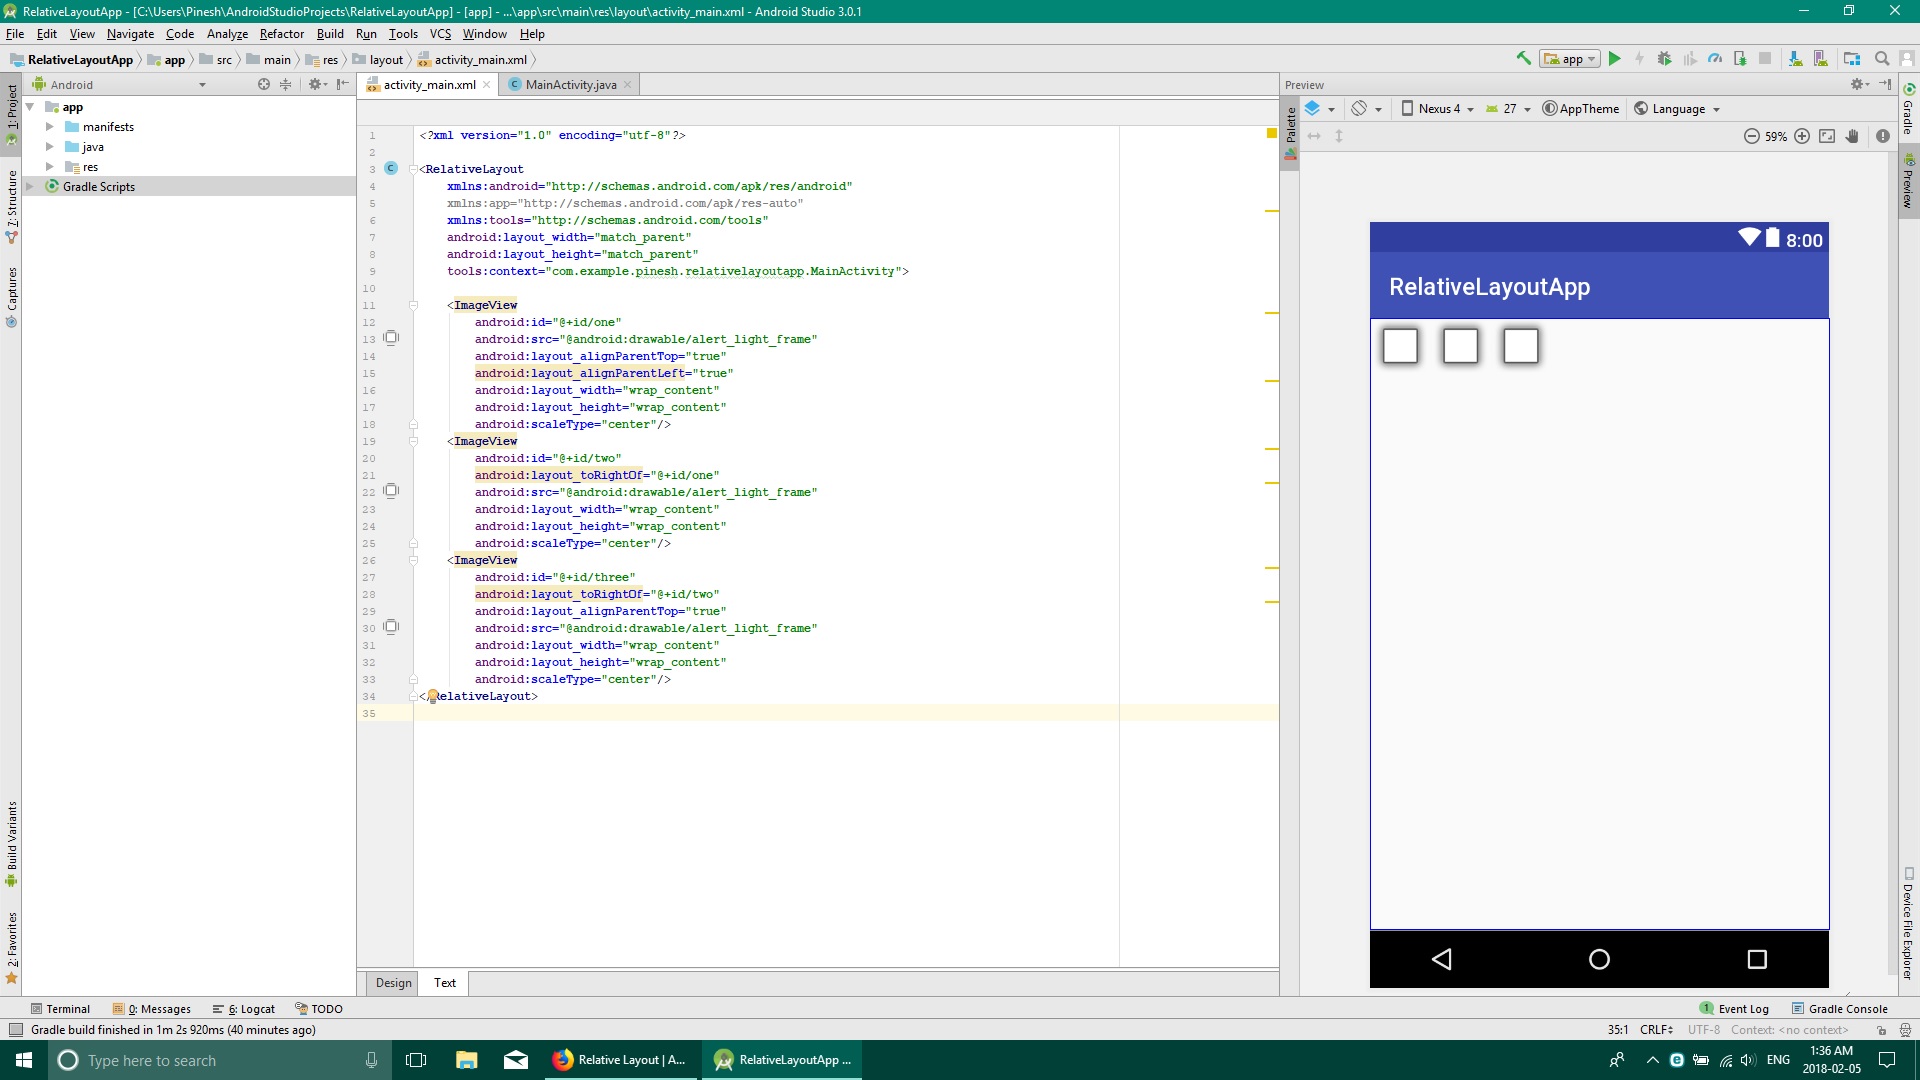 RelativeLayoutApp - [C:\Users\Pinesh\AndroidStudioProjects\RelativeLayoutApp] - [app] - ...\app\src\main\res\layout\activity_main.xml - Android Studio 3.0.1
File Edit View Navigate Code Analyze Refactor Build Run Tools VCS Window Help
RelativeLayoutApp app src main res layout activity_main.xml app
Android
activity_main.xml MainActivity.java
Preview
Nexus 4 27 AppTheme Language
59%
1: Project
7: Structure
Captures
Build Variants
2: Favorites
app
manifests
java
res
Gradle Scripts
1 <?xml version="1.0" encoding="utf-8"?>
2
3 <RelativeLayout
4 xmlns:android="http://schemas.android.com/apk/res/android"
5 xmlns:app="http://schemas.android.com/apk/res-auto"
6 xmlns:tools="http://schemas.android.com/tools"
7 android:layout_width="match_parent"
8 android:layout_height="match_parent"
9 tools:context="com.example.pinesh.relativelayoutapp.MainActivity">
10
11 <ImageView
12 android:id="@+id/one"
13 android:src="@android:drawable/alert_light_frame"
14 android:layout_alignParentTop="true"
15 android:layout_alignParentLeft="true"
16 android:layout_width="wrap_content"
17 android:layout_height="wrap_content"
18 android:scaleType="center"/>
19 <ImageView
20 android:id="@+id/two"
21 android:layout_toRightOf="@+id/one"
22 android:src="@android:drawable/alert_light_frame"
23 android:layout_width="wrap_content"
24 android:layout_height="wrap_content"
25 android:scaleType="center"/>
26 <ImageView
27 android:id="@+id/three"
28 android:layout_toRightOf="@+id/two"
29 android:layout_alignParentTop="true"
30 android:src="@android:drawable/alert_light_frame"
31 android:layout_width="wrap_content"
32 android:layout_height="wrap_content"
33 android:scaleType="center"/>
34 </RelativeLayout>
35
Design Text
Palette
8:00
RelativeLayoutApp
Gradle
Preview
Device File Explorer
Terminal 0: Messages 6: Logcat TODO 1 Event Log Gradle Console
Gradle build finished in 1m 2s 920ms (40 minutes ago) 35:1 CRLF UTF-8 Context: <no context>
Type here to search Relative Layout | A... RelativeLayoutApp ... ENG 1:36 AM
2018-02-05